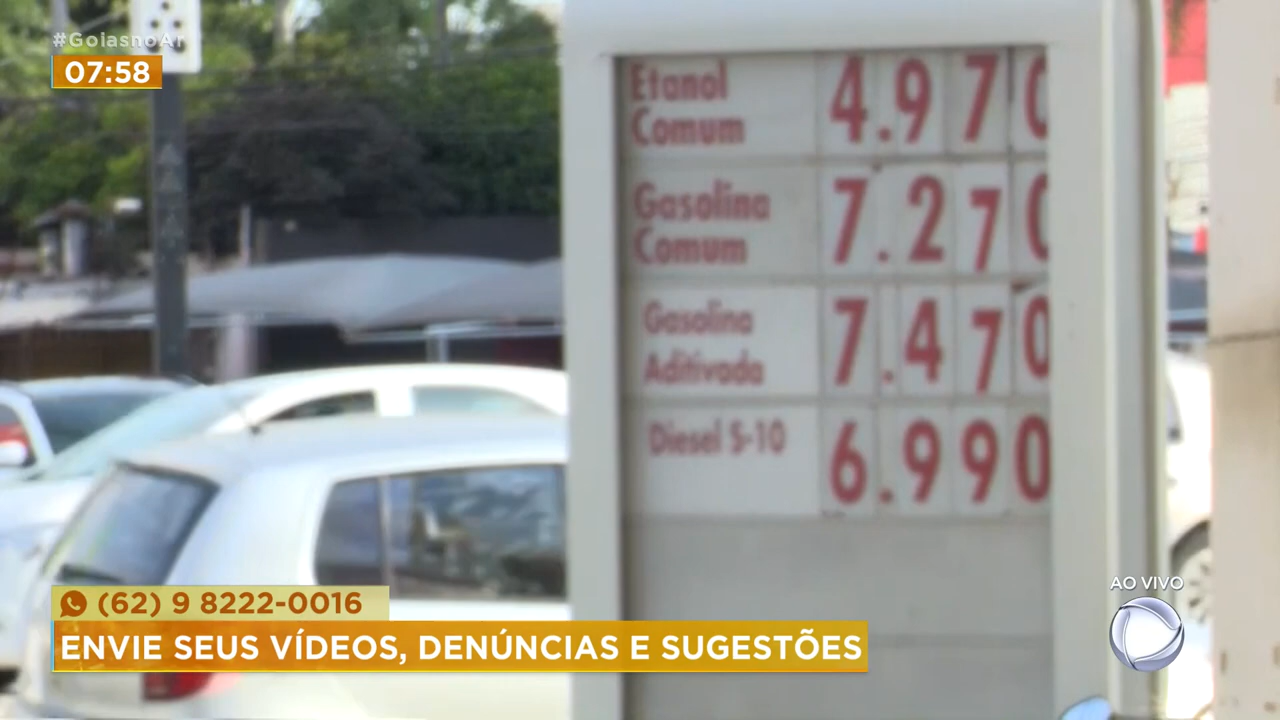 #GoiasnoAr
07:58
Etanol
Comum
4.970
Gasolina
Comum
7.270
Gasolina
Aditivada
7.470
Diesel S-10
6.990
AO VIVO
(62) 9 8222-0016
ENVIE SEUS VÍDEOS, DENÚNCIAS E SUGESTÕES